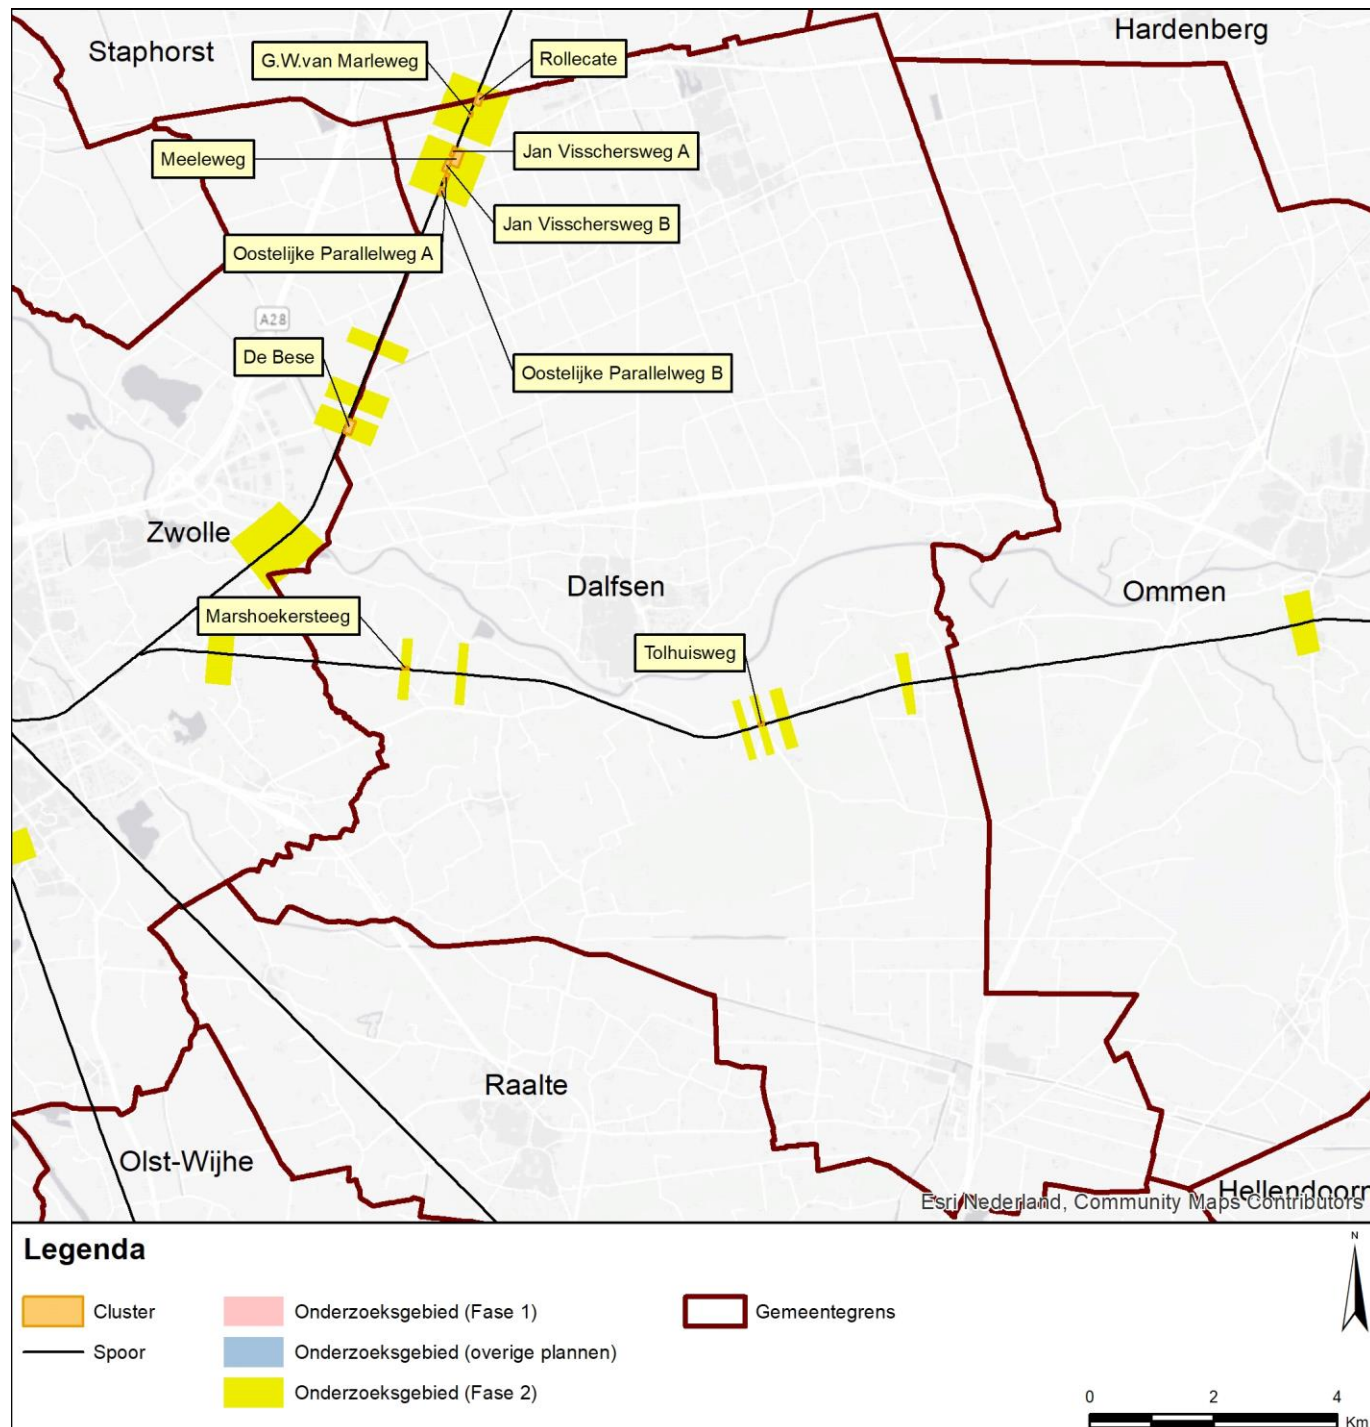 Staphorst
Hardenberg
G.W.van Marleweg
Rollecate
Meeleweg
Jan Visschersweg A
Jan Visschersweg B
Oostelijke Parallelweg A
A28
De Bese
Oostelijke Parallelweg B
Zwolle
Dalfsen
Ommen
Marshoekersteeg
Tolhuisweg
Raalte
Olst-Wijhe
Hellendoorn
Esri Nederland, Community Maps Contributors
Legenda
N
Cluster
Onderzoeksgebied (Fase 1)
Gemeentegrens
Spoor
Onderzoeksgebied (overige plannen)
Onderzoeksgebied (Fase 2)
0 2 4
Km